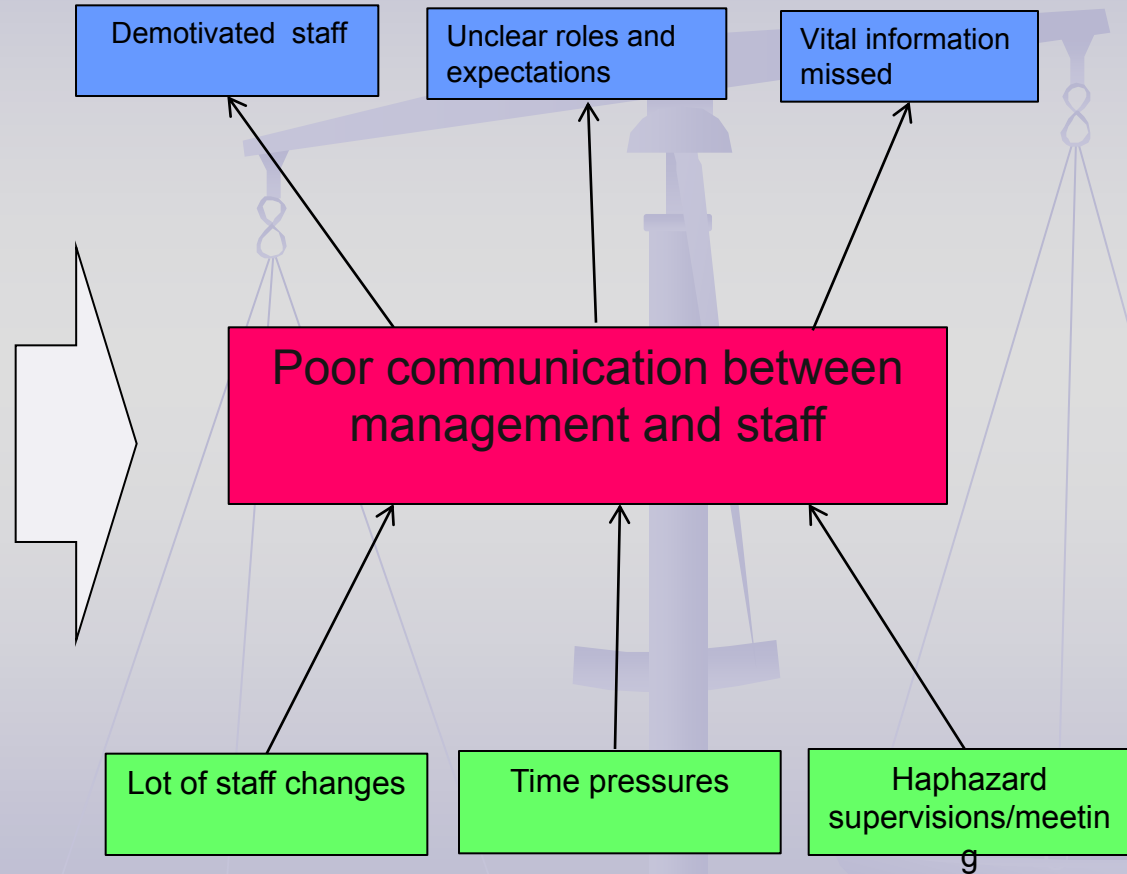 Demotivated staff
Unclear roles and
expectations
Vital information
missed
Poor communication between
management and staff
Lot of staff changes
Time pressures
Haphazard
supervisions/meetin
g